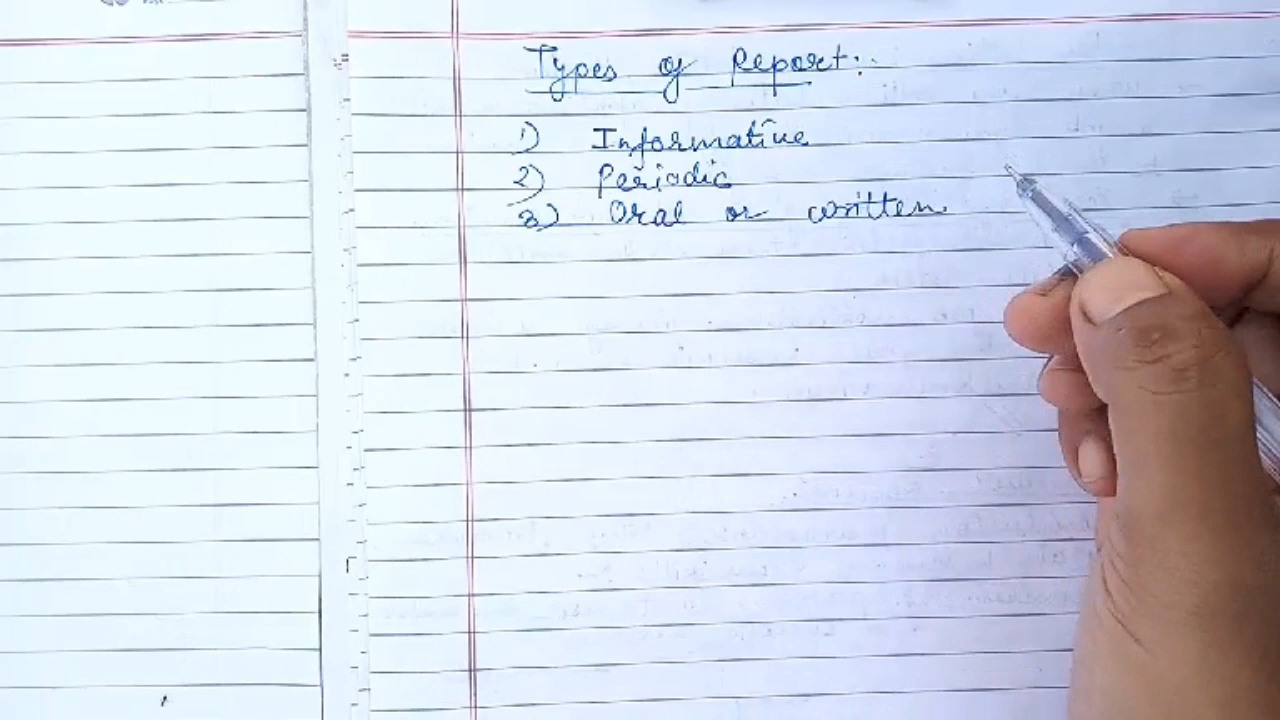 Types of Report:-
1) Informative
2) Periodic
3) Oral or written